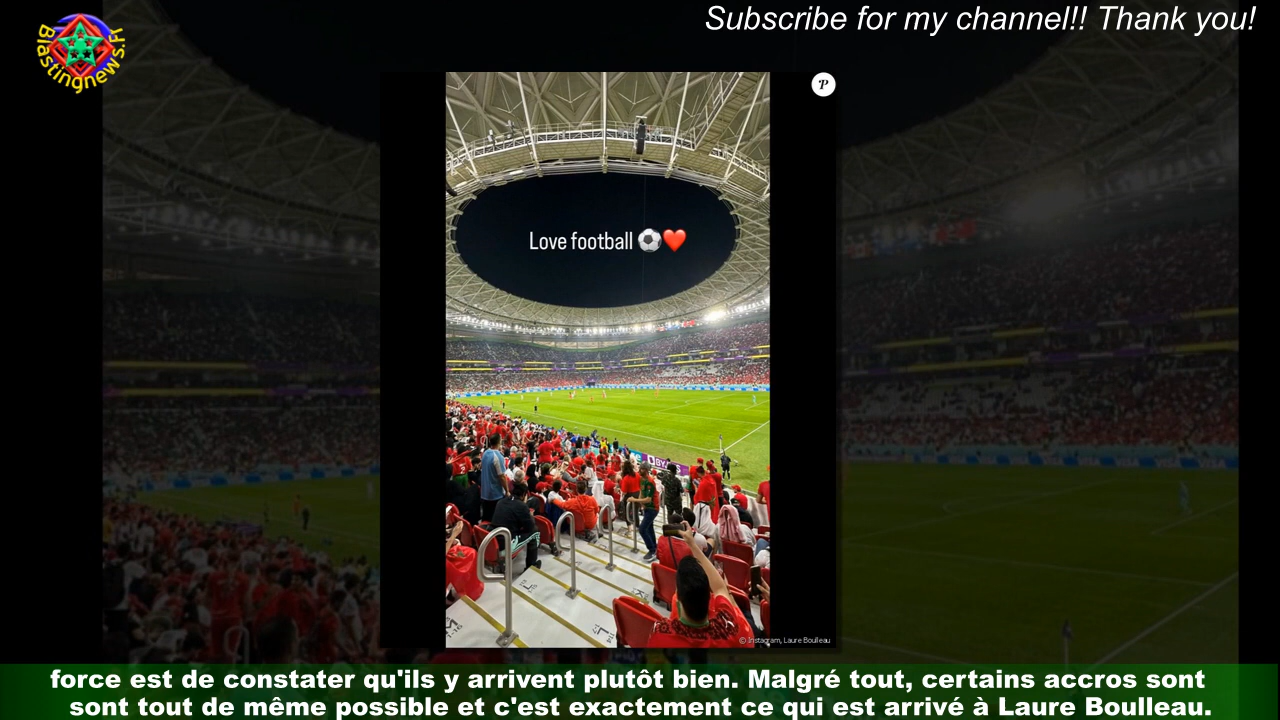 Subscribe for my channel!! Thank you!
Blastingnews.Fr
P
Love football
© Instagram, Laure Boulleau
force est de constater qu'ils y arrivent plutôt bien. Malgré tout, certains accros sont
sont tout de même possible et c'est exactement ce qui est arrivé à Laure Boulleau.